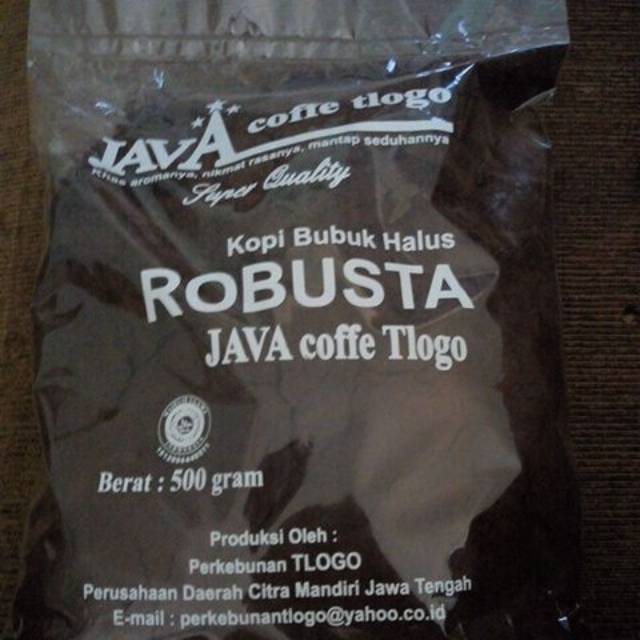 JAVA coffe tlogo
Khas aromanya, nikmat rasanya, mantap seduhannya
Super Quality
Kopi Bubuk Halus
ROBUSTA
JAVA coffe Tlogo
Berat : 500 gram
Produksi Oleh :
Perkebunan TLOGO
Perusahaan Daerah Citra Mandiri Jawa Tengah
E-mail : perkebunantlogo@yahoo.co.id